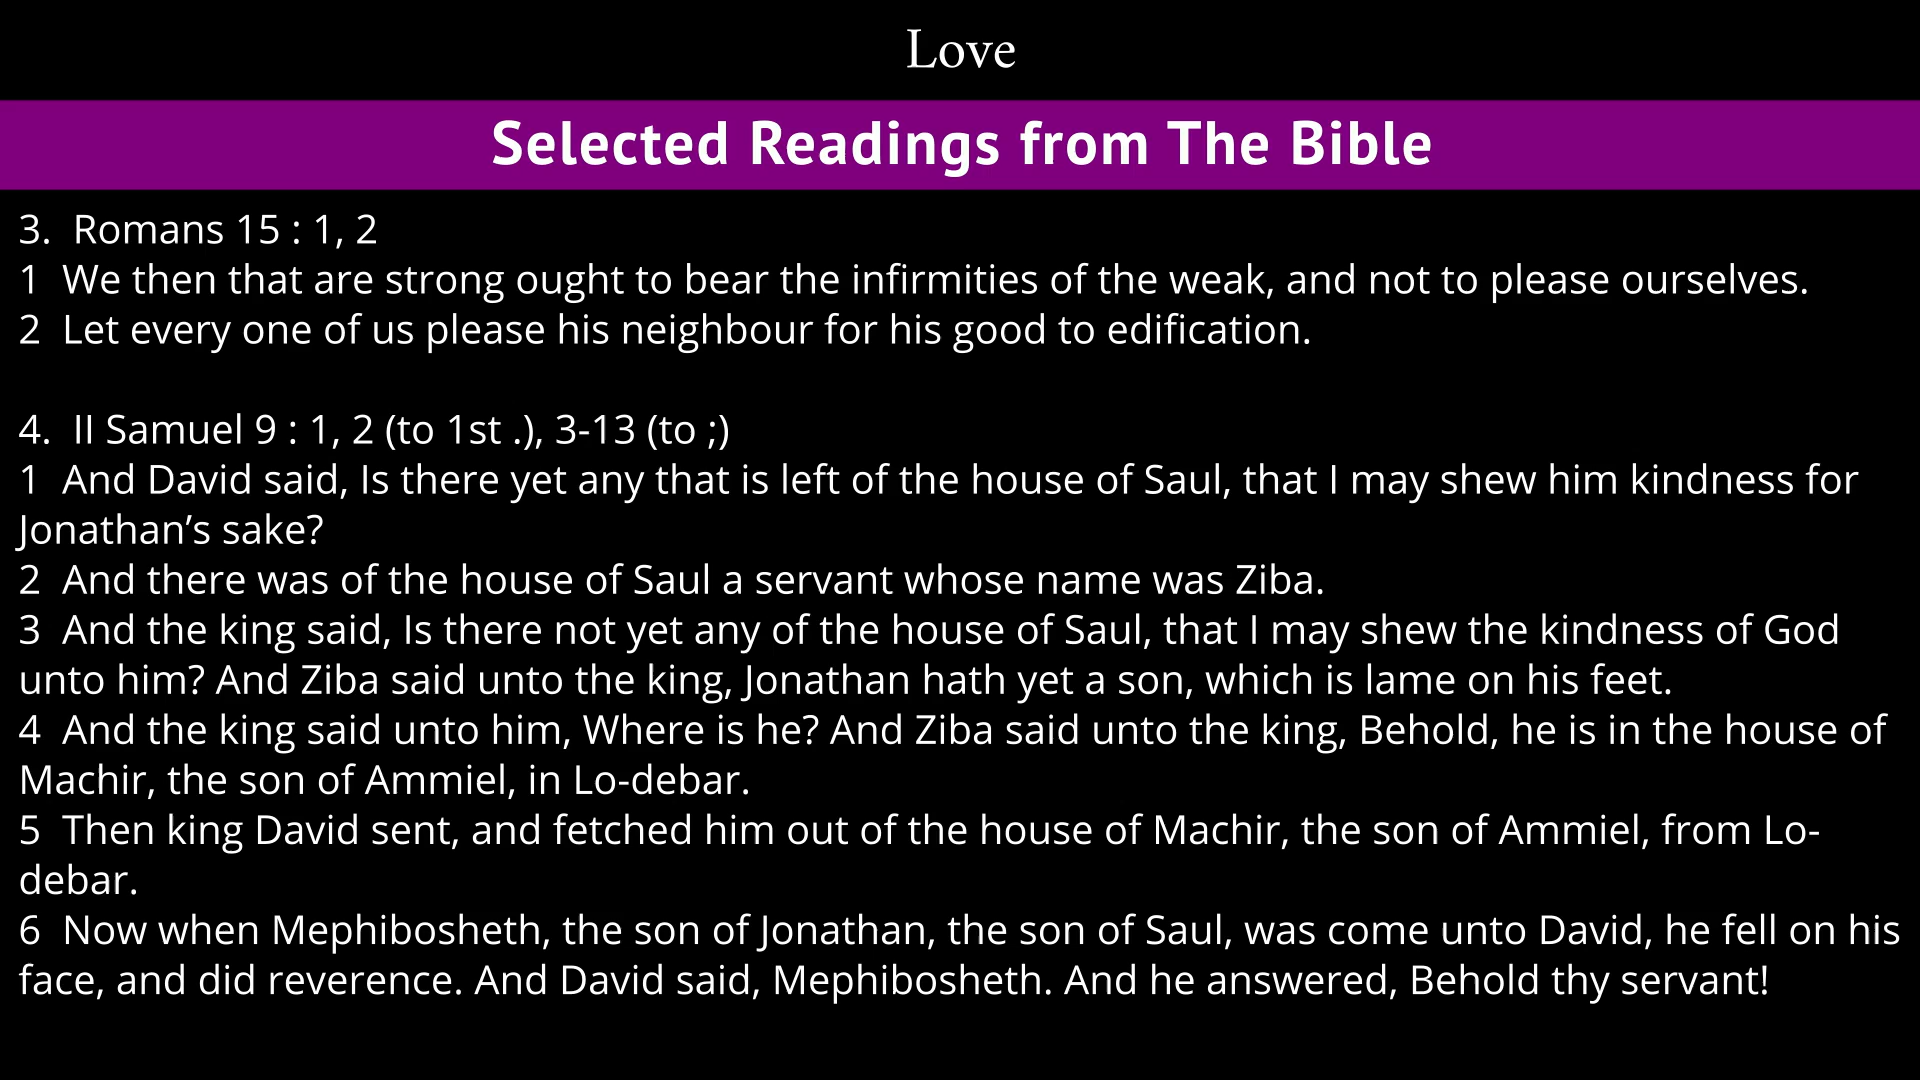 Love
Selected Readings from The Bible
3.  Romans 15 : 1, 2
1  We then that are strong ought to bear the infirmities of the weak, and not to please ourselves.
2  Let every one of us please his neighbour for his good to edification.
4.  II Samuel 9 : 1, 2 (to 1st .), 3-13 (to ;)
1  And David said, Is there yet any that is left of the house of Saul, that I may shew him kindness for
Jonathan’s sake?
2  And there was of the house of Saul a servant whose name was Ziba.
3  And the king said, Is there not yet any of the house of Saul, that I may shew the kindness of God
unto him? And Ziba said unto the king, Jonathan hath yet a son, which is lame on his feet.
4  And the king said unto him, Where is he? And Ziba said unto the king, Behold, he is in the house of
Machir, the son of Ammiel, in Lo-debar.
5  Then king David sent, and fetched him out of the house of Machir, the son of Ammiel, from Lo-
debar.
6  Now when Mephibosheth, the son of Jonathan, the son of Saul, was come unto David, he fell on his
face, and did reverence. And David said, Mephibosheth. And he answered, Behold thy servant!